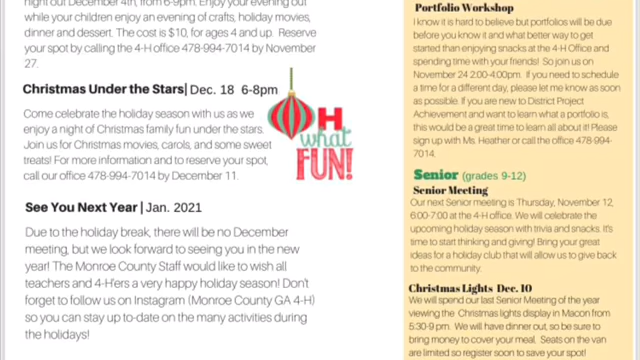 night out on December 4th, from 6-9pm. Enjoy your evening out
while your children enjoy an evening of crafts, holiday movies,
dinner and dessert. The cost is $10, for ages 4 and up. Reserve
your spot by calling the 4-H office 478-994-7014 by November
27.
Christmas Under the Stars| Dec. 18 6-8pm
Come celebrate the holiday season with us as we
enjoy a night of Christmas family fun under the stars.
Join us for Christmas movies, carols, and some sweet
treats! For more information and to reserve your spot,
call our office 478-994-7014 by December 11.
OH
what
FUN!
See You Next Year | Jan. 2021
Due to the holiday break, there will be no December
meeting, but we look forward to seeing you in the new
year! The Monroe County Staff would like to wish all
teachers and 4-H'ers a very happy holiday season! Don't
forget to follow us on Instagram (Monroe County GA 4-H)
so you can stay up to-date on the many activities during
the holidays!
Portfolio Workshop
I know it is hard to believe but portfolios will be due
before you know it and what better way to get
started than enjoying snacks at the 4-H Office and
spending time with your friends! So join us on
November 24 2:00-4:00pm. If you need to schedule
a time for a different day, please let me know as soon
as possible. If you are new to District Project
Achievement and want to learn what a portfolio is,
this would be a great time to learn all about it! Please
sign up with Ms. Heather or call the office 478-994-
7014.
Senior (grades 9-12)
Senior Meeting
Our next Senior meeting is Thursday, November 12,
6:00-7:00 at the 4-H office. We will celebrate the
upcoming holiday season with trivia and snacks. It's
time to start thinking and giving! Bring your great
ideas for a holiday club that will allow us to give back
to the community.
Christmas Lights Dec. 10
We will spend our last Senior Meeting of the year
viewing the Christmas lights display in Macon from
5:30-9 pm. We will have dinner out, so be sure to
bring money to cover your meal. Seats on the van
are limited so register soon to save your spot!